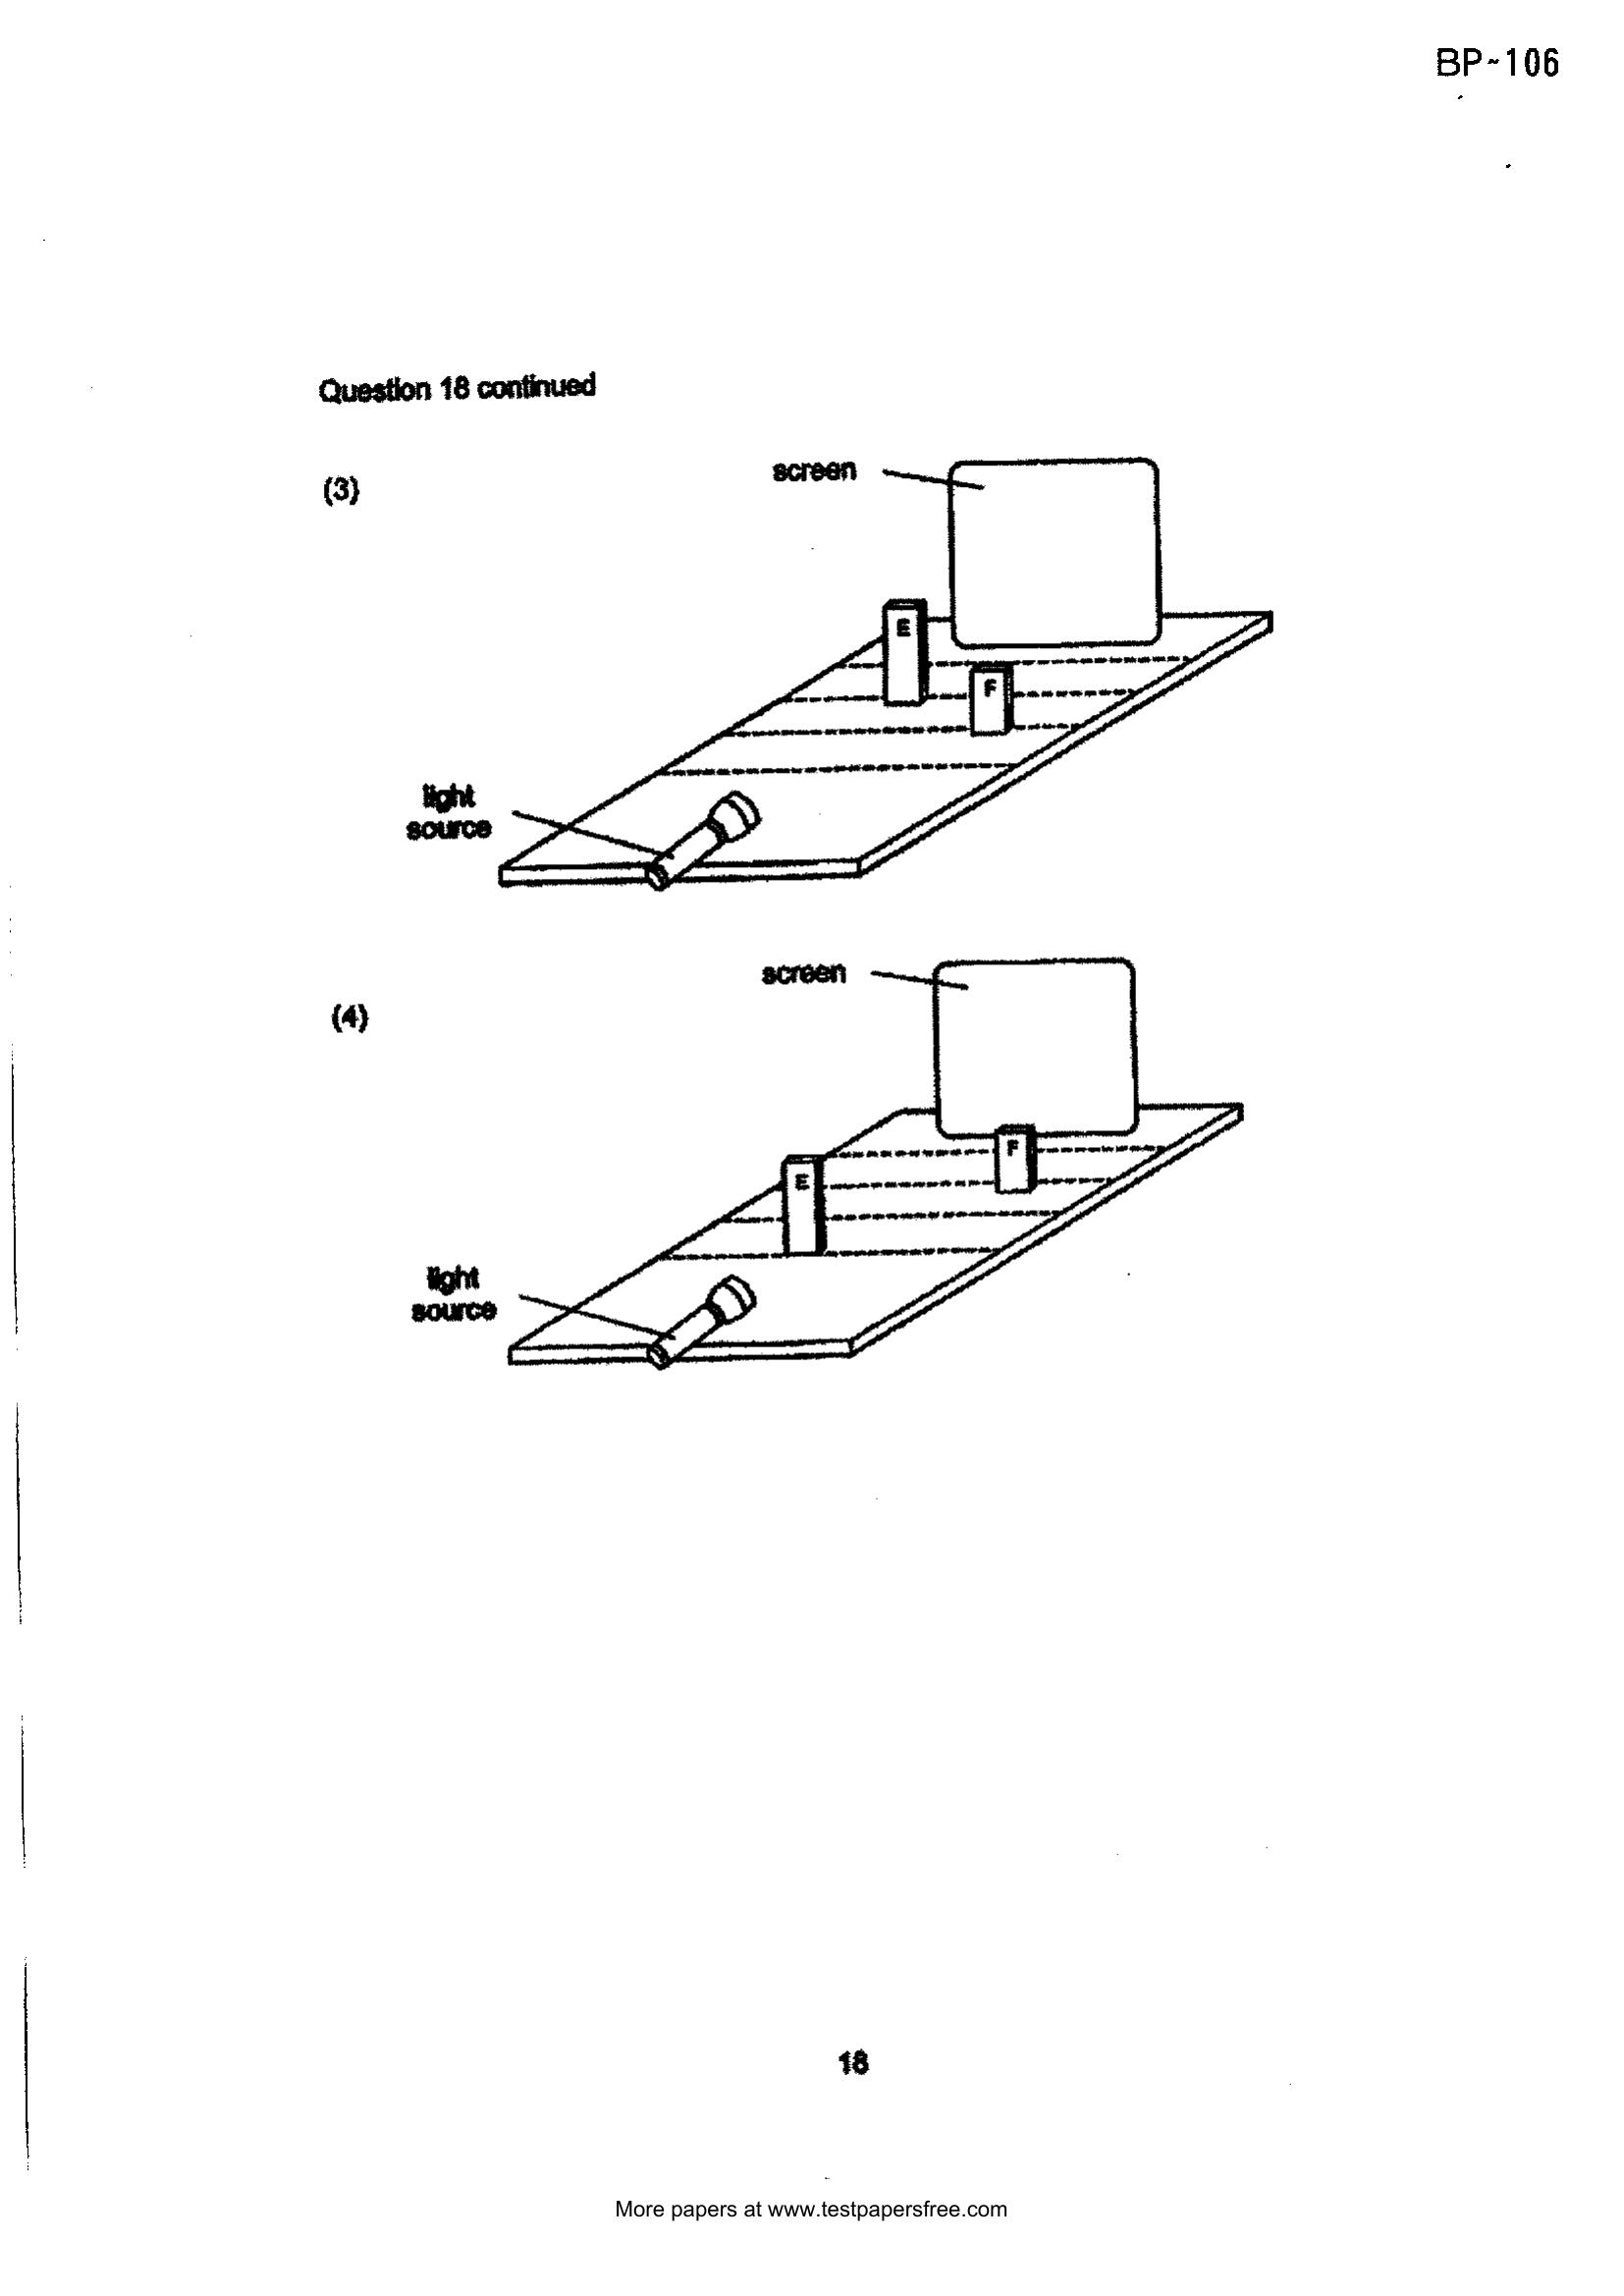 BP~106
Question 18 continued
(3)
screen
E
F
light
source
screen
(4)
F
E
light
source
18
More papers at www.testpapersfree.com